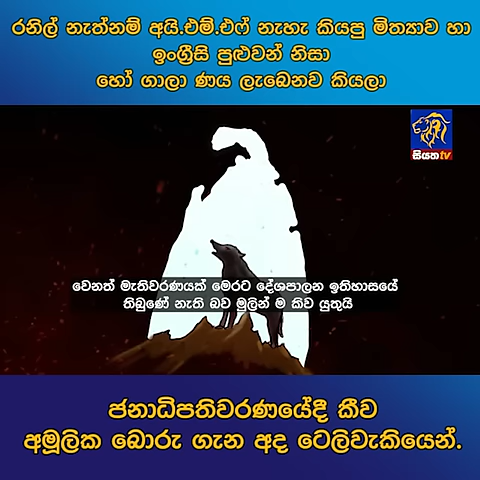 රනිල් නැත්නම් අයි.එම්.එෆ් නැහැ කියපු මිත්‍යාව හා
ඉංග්‍රීසි පුළුවන් නිසා
හෝ ගාලා ණය ලැබෙනව කියලා
සියත tv
වෙනත් මැතිවරණයක් මෙරට දේශපාලන ඉතිහාසයේ
තිබුණේ නැති බව මුලින් ම කිව යුතුයි
ජනාධිපතිවරණයේදී කීව
අමූලික බොරු ගැන අද ටෙලිවැකියෙන්.